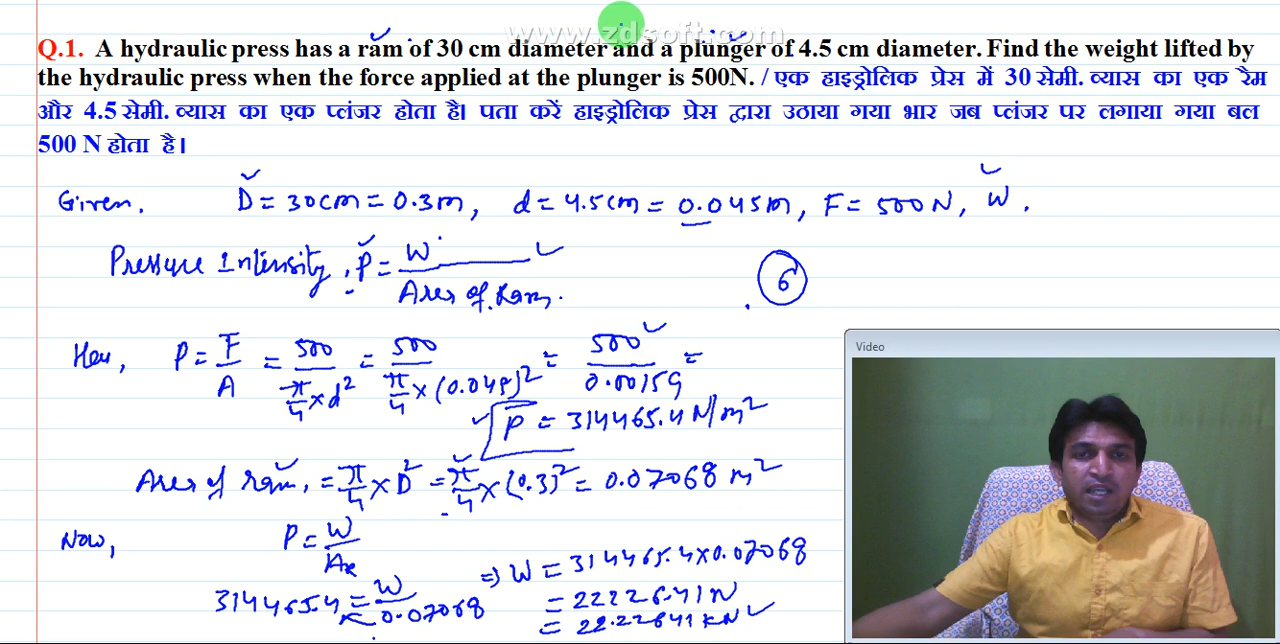 www.zdsoft.com
Q.1. A hydraulic press has a ram of 30 cm diameter and a plunger of 4.5 cm diameter. Find the weight lifted by
the hydraulic press when the force applied at the plunger is 500N. / एक हाइड्रोलिक प्रेस में 30 सेमी. व्यास का एक रैम
और 4.5 सेमी. व्यास का एक प्लंजर होता है। पता करें हाइड्रोलिक प्रेस द्वारा उठाया गया भार जब प्लंजर पर लगाया गया बल
500 N होता है।
Given. D = 30cm = 0.3m, d = 4.5cm = 0.045m, F = 500N, W.
Pressure Intensity, P = W / Area of Ram.
6
Here, P = F/A = 500 / π/4 × d² = 500 / π/4 × (0.045)² = 500 / 0.00159 =
Video
P = 314465.4 N/m²
Area of ram, = π/4 × D² = π/4 × (0.3)² = 0.07068 m²
Now, P = W/AR
314465.4 = W / 0.07068 ⇒ W = 314465.4 × 0.07068
= 22226.41 N
= 22.22641 KN